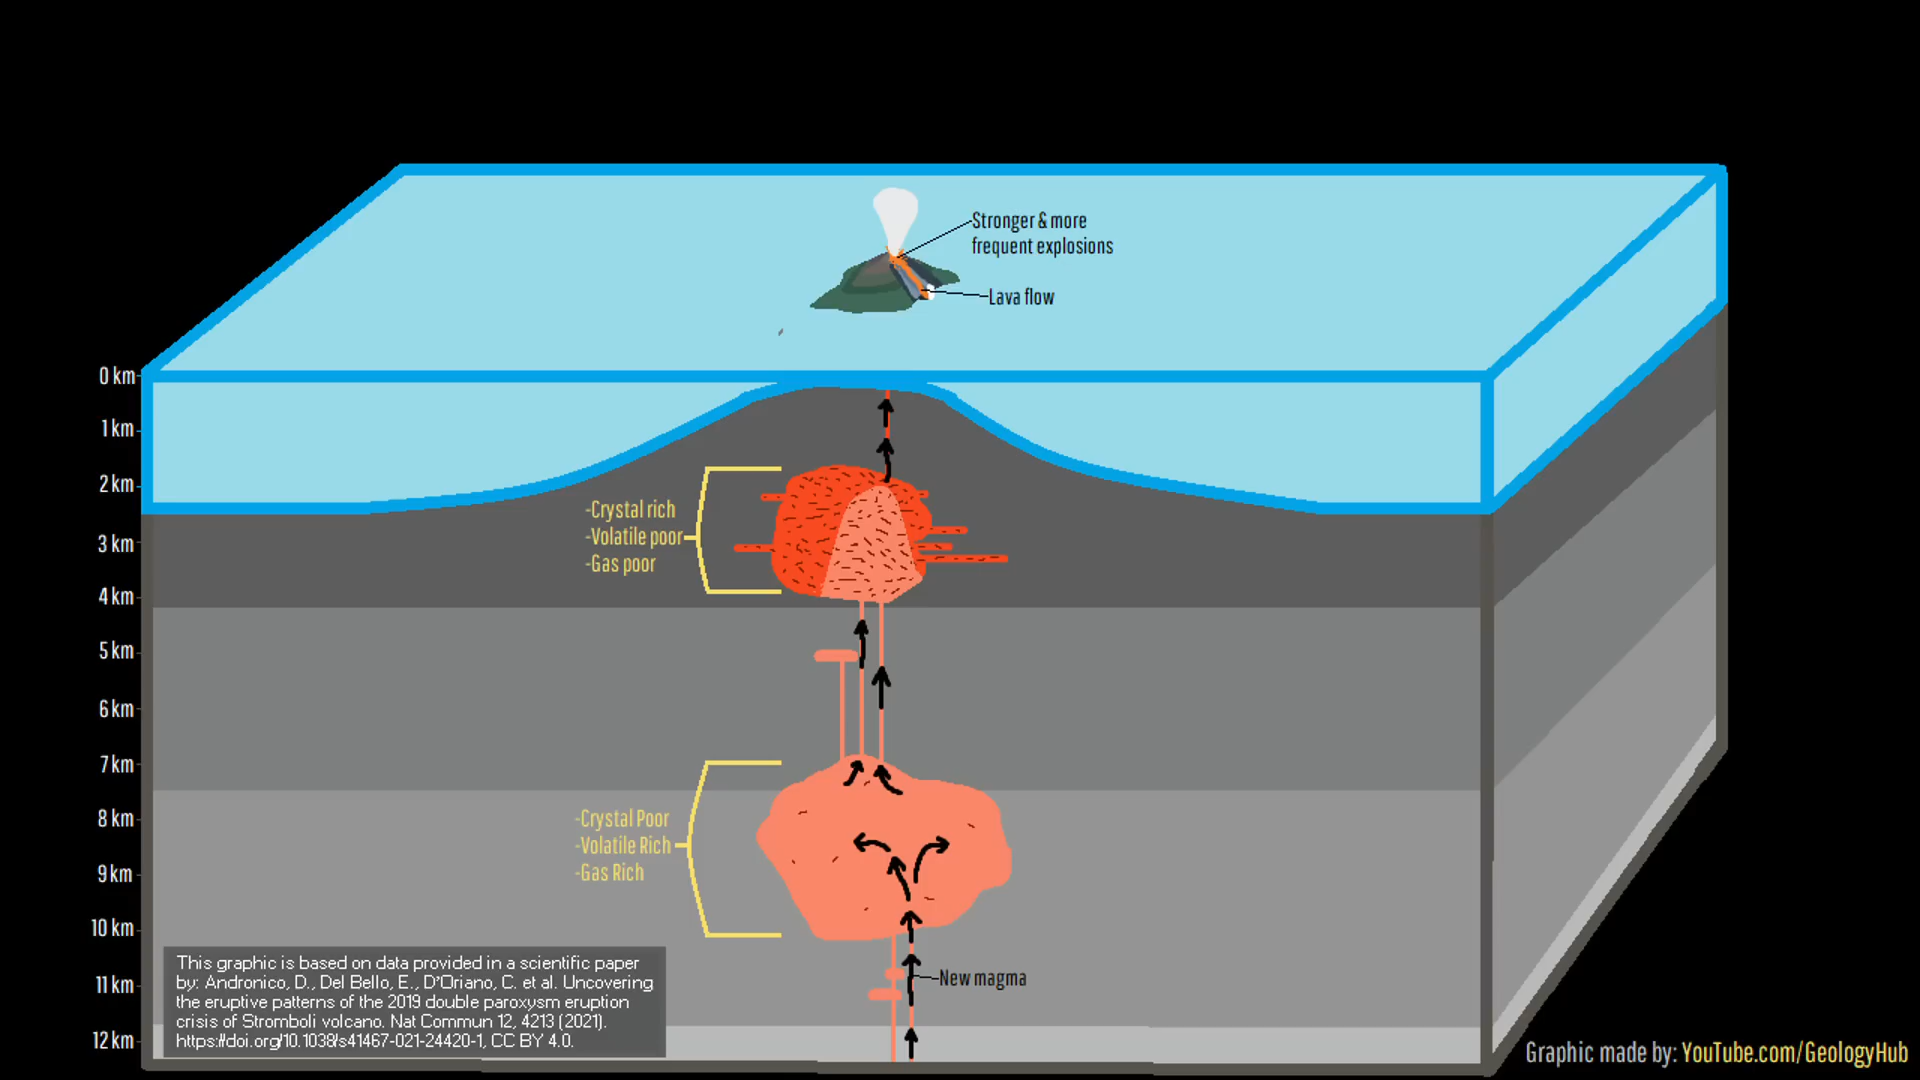 Stronger & more
frequent explosions
Lava flow
0 km
1 km
2 km
3 km
4 km
5 km
6 km
7 km
8 km
9 km
10 km
11 km
12 km
-Crystal rich
-Volatile poor
-Gas poor
-Crystal Poor
-Volatile Rich
-Gas Rich
New magma
This graphic is based on data provided in a scientific paper
by: Andronico, D., Del Bello, E., D'Oriano, C. et al. Uncovering
the eruptive patterns of the 2019 double paroxysm eruption
crisis of Stromboli volcano. Nat Commun 12, 4213 (2021).
https://doi.org/10.1038/s41467-021-24420-1, CC BY 4.0.
Graphic made by: YouTube.com/GeologyHub